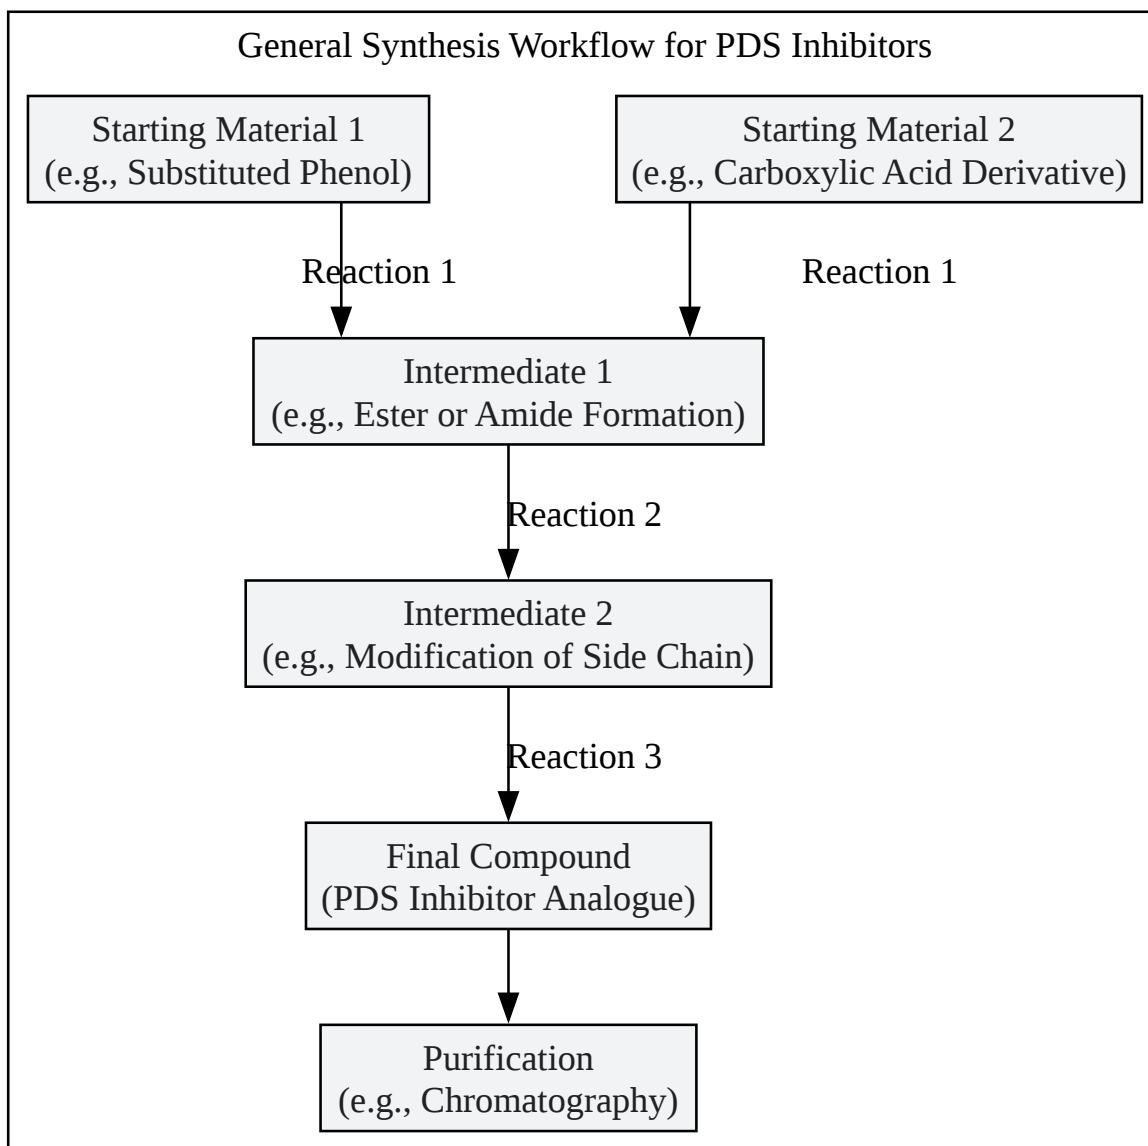 General Synthesis Workflow for PDS Inhibitors
Starting Material 1
(e.g., Substituted Phenol)
Starting Material 2
(e.g., Carboxylic Acid Derivative)
Reaction 1
Reaction 1
Intermediate 1
(e.g., Ester or Amide Formation)
Reaction 2
Intermediate 2
(e.g., Modification of Side Chain)
Reaction 3
Final Compound
(PDS Inhibitor Analogue)
Purification
(e.g., Chromatography)